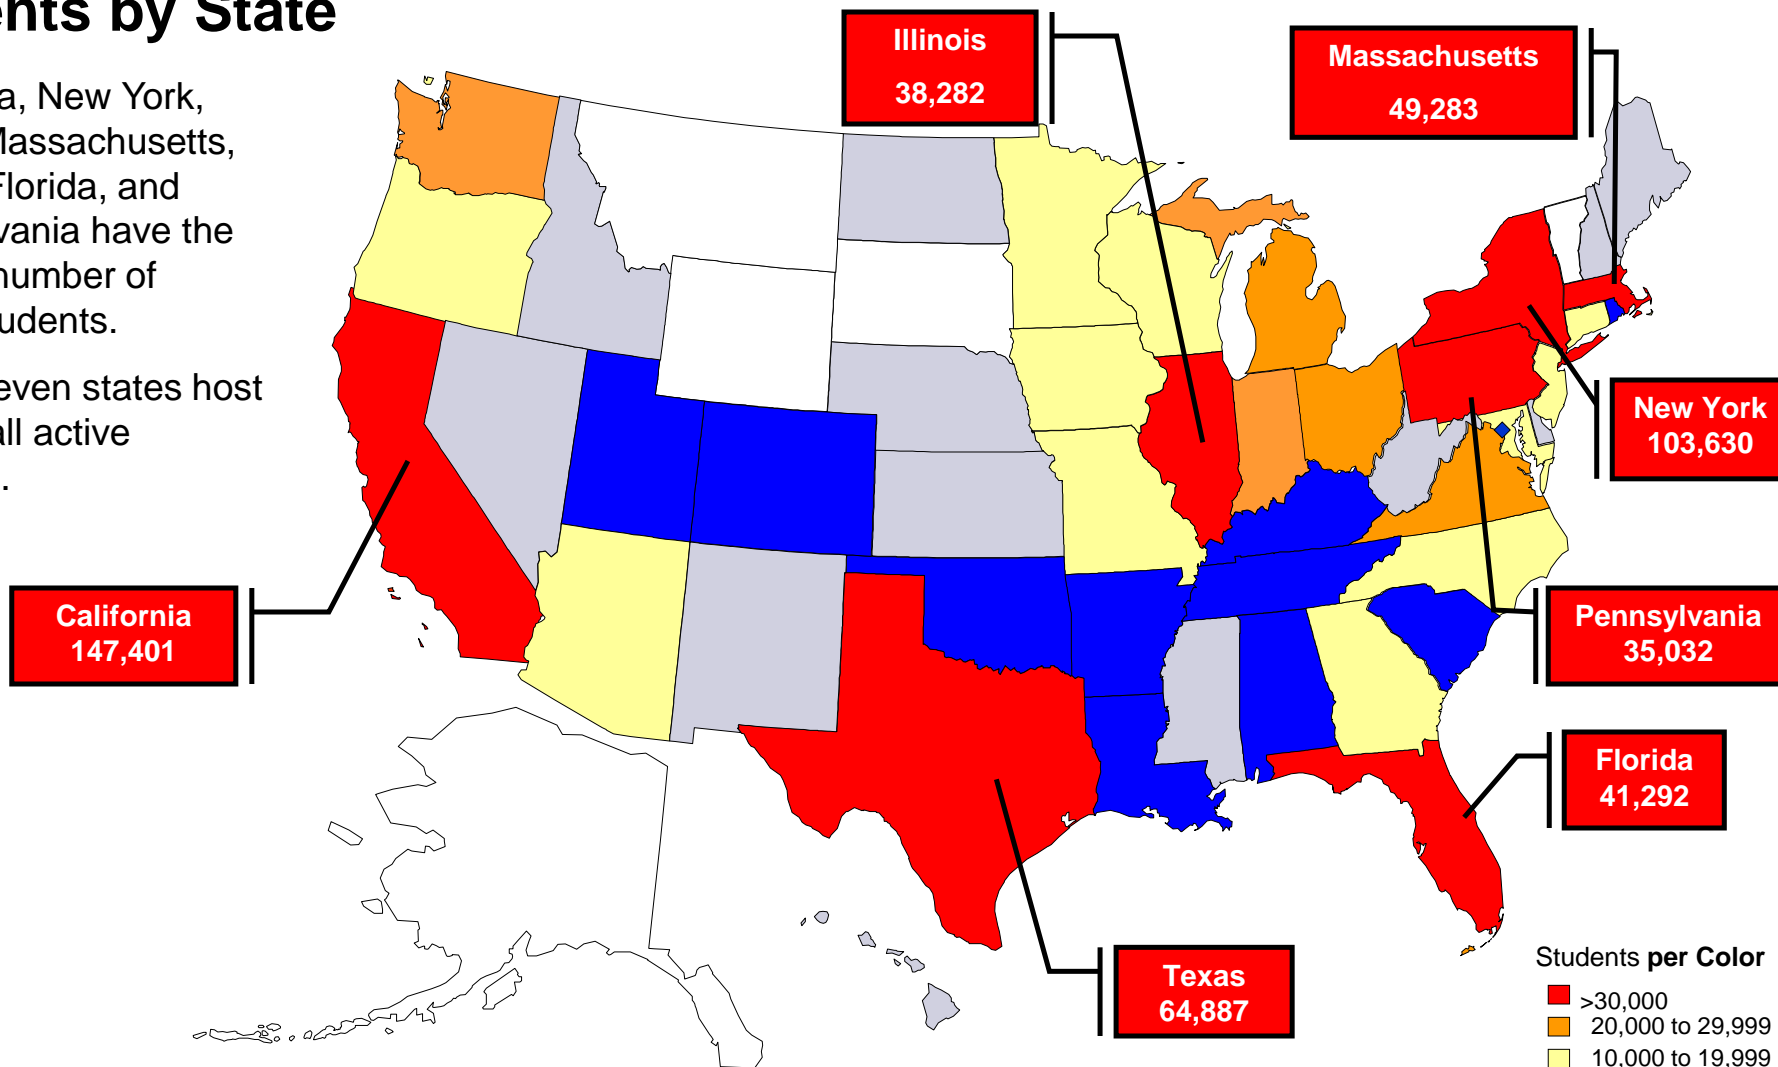 ents by State
a, New York,
Massachusetts,
Florida, and
vania have the
number of
udents.
even states host
all active
.
Illinois
38,282
Massachusetts
49,283
New York
103,630
California
147,401
Pennsylvania
35,032
Florida
41,292
Texas
64,887
Students per Color
>30,000
20,000 to 29,999
10,000 to 19,999